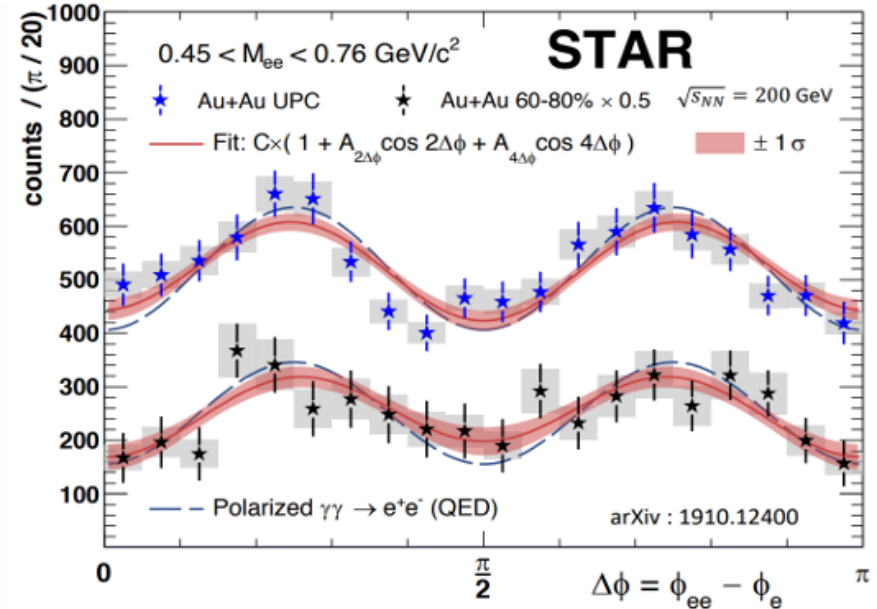 1000
900
800
700
600
500
400
300
200
100
counts / (π / 20)
0.45 < M_ee < 0.76 GeV/c²
STAR
Au+Au UPC
Au+Au 60-80% × 0.5
√s_NN = 200 GeV
Fit: C×( 1 + A_2Δϕ cos 2Δϕ + A_4Δϕ cos 4Δϕ )
± 1 σ
Polarized γγ → e⁺e⁻ (QED)
arXiv : 1910.12400
0
π/2
Δϕ = ϕ_ee − ϕ_e
π